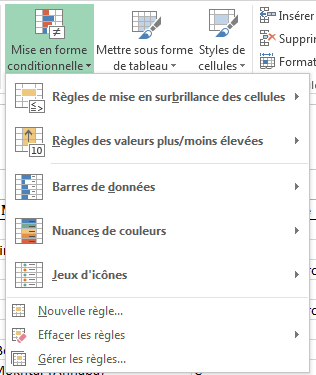 Mise en forme
conditionnelle
Mettre sous forme
de tableau
Styles de
cellules
Insérer
Supprim
Format
Règles de mise en surbrillance des cellules
Règles des valeurs plus/moins élevées
10
Barres de données
Nuances de couleurs
Jeux d'icônes
Nouvelle règle...
Effacer les règles
Gérer les règles...